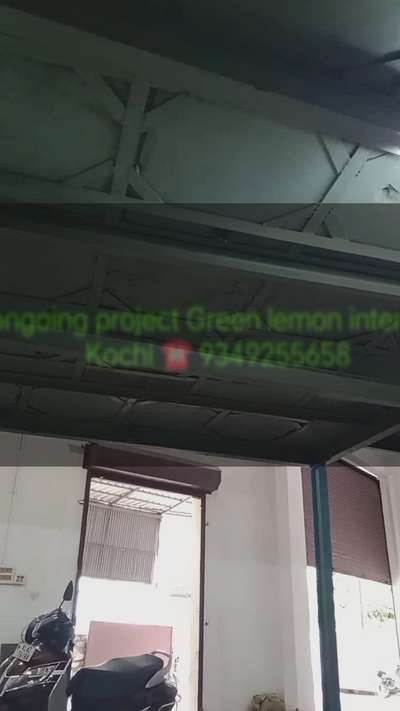 ongoing project Green lemon inter
Kochi ☎ 9349255658